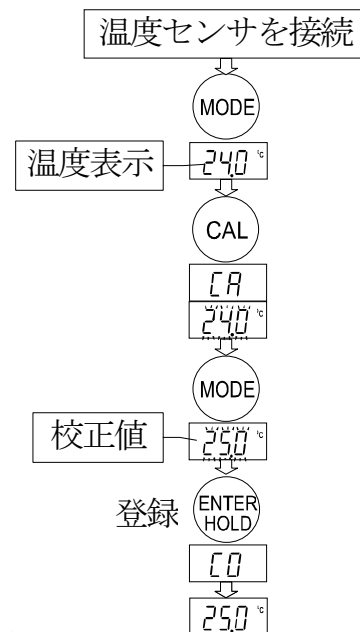 温度センサを接続
MODE
温度表示
24.0 ℃
CAL
CA
24.0 ℃
MODE
校正値
25.0 ℃
登録
ENTER
HOLD
CO
25.0 ℃